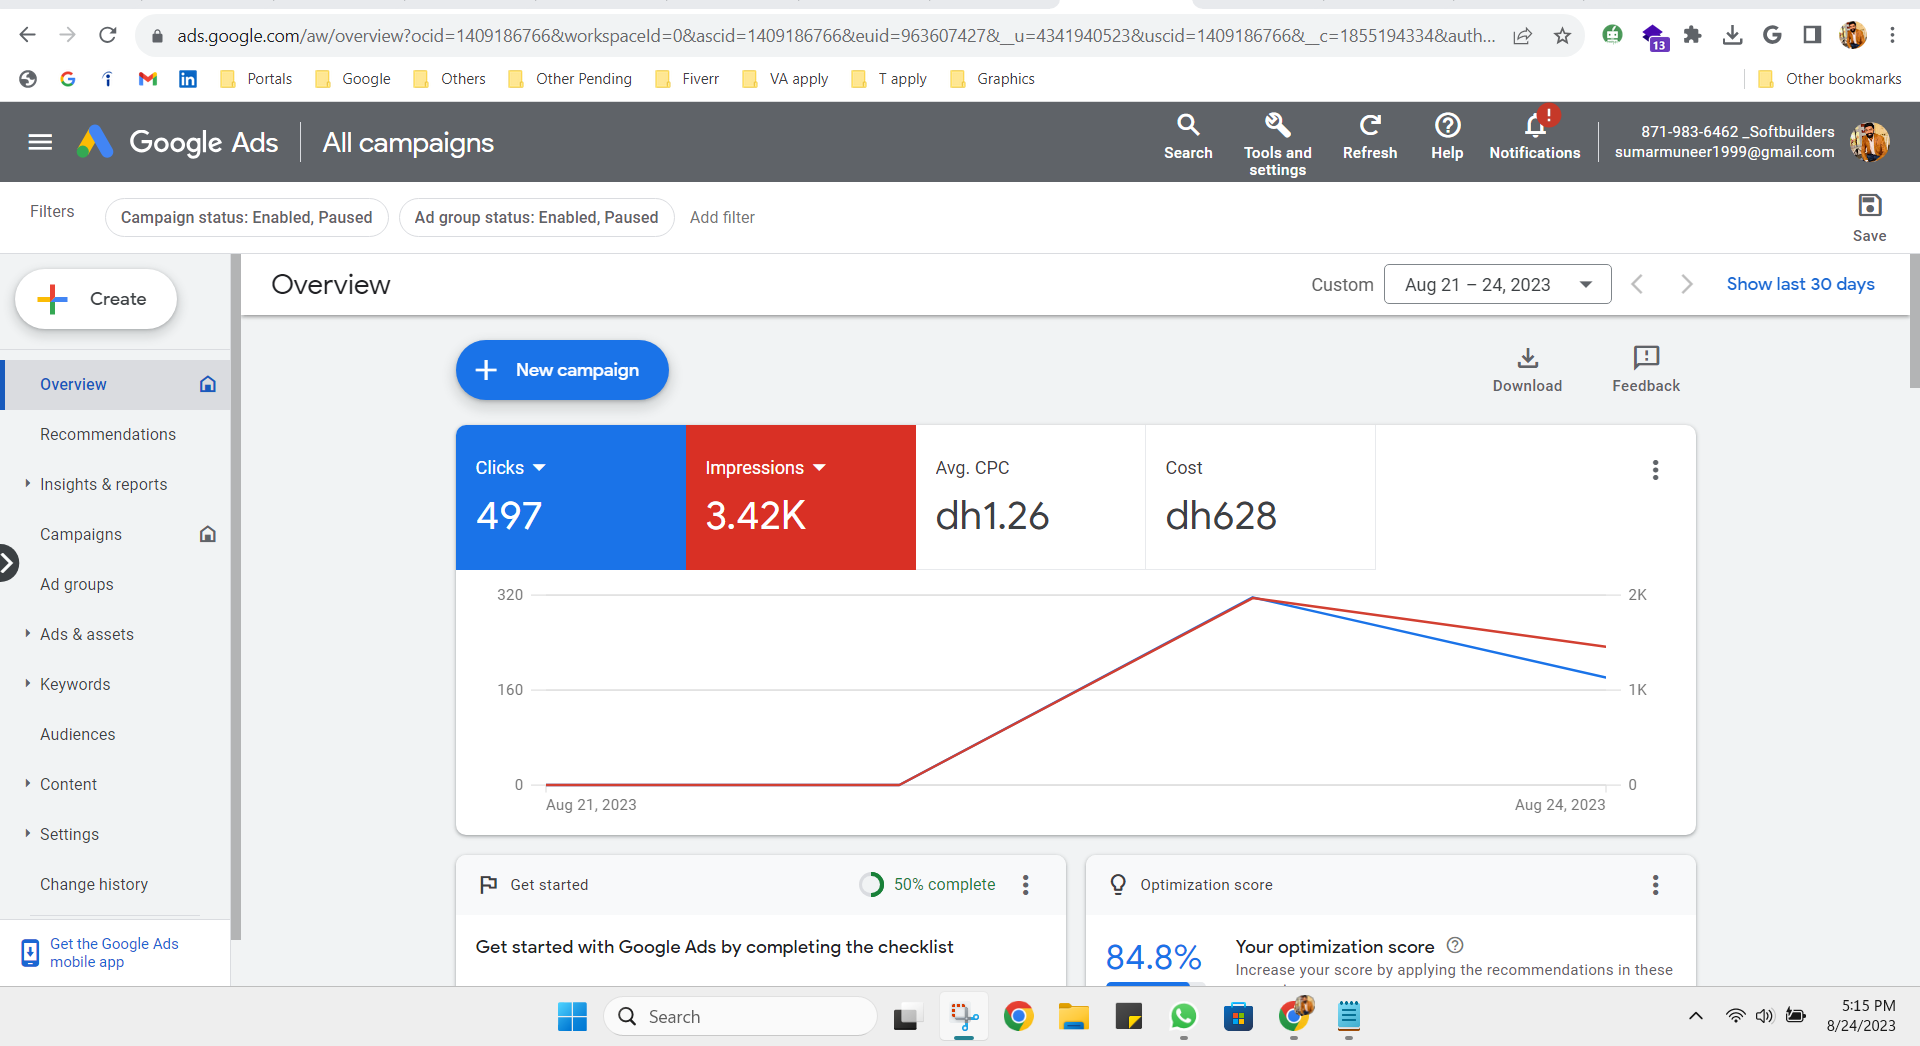 ads.google.com/aw/overview?ocid=1409186766&workspaceId=0&ascid=1409186766&euid=963607427&__u=4341940523&uscid=1409186766&__c=1855194334&auth...
13
Portals
Google
Others
Other Pending
Fiverr
VA apply
T apply
Graphics
Other bookmarks
Google Ads
All campaigns
Search
Tools and
settings
Refresh
Help
Notifications
871-983-6462 _Softbuilders
sumarmuneer1999@gmail.com
Filters
Campaign status: Enabled, Paused
Ad group status: Enabled, Paused
Add filter
Save
Create
Overview
Custom
Aug 21 – 24, 2023
Show last 30 days
Overview
Recommendations
Insights & reports
Campaigns
Ad groups
Ads & assets
Keywords
Audiences
Content
Settings
Change history
Get the Google Ads
mobile app
New campaign
Download
Feedback
Clicks
497
Impressions
3.42K
Avg. CPC
dh1.26
Cost
dh628
320
2K
160
1K
0
0
Aug 21, 2023
Aug 24, 2023
Get started
50% complete
Get started with Google Ads by completing the checklist
Optimization score
84.8%
Your optimization score
Increase your score by applying the recommendations in these
Search
5:15 PM
8/24/2023